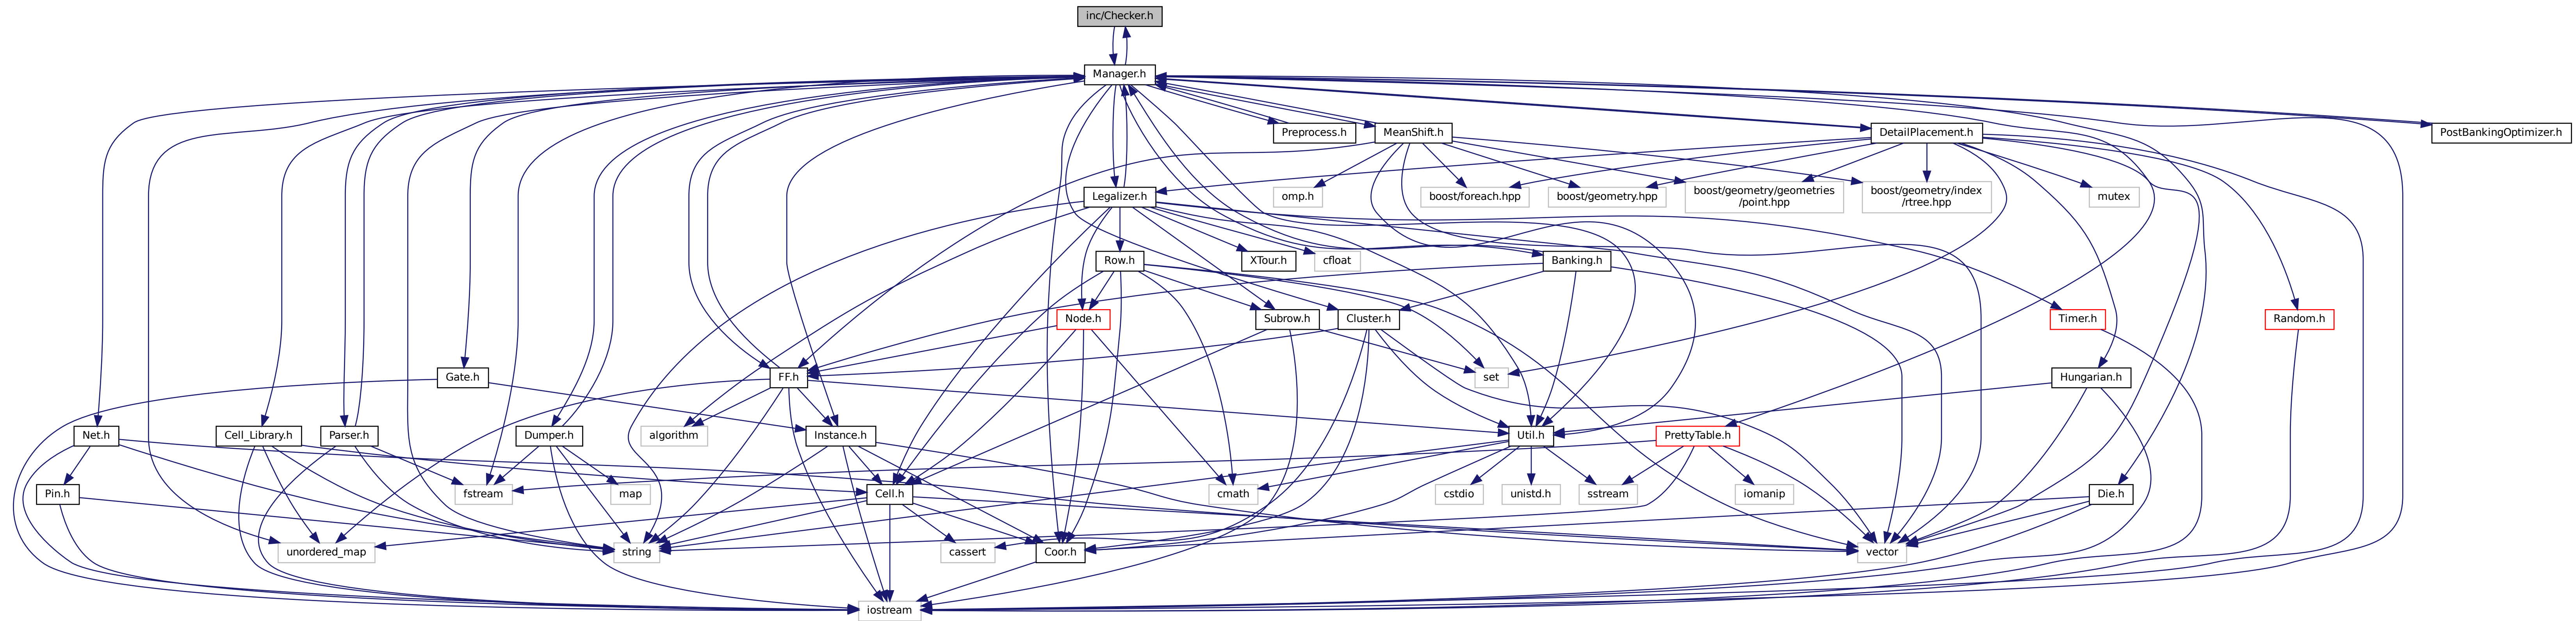 inc/Checker.h
Manager.h
Preprocess.h
MeanShift.h
DetailPlacement.h
PostBankingOptimizer.h
Legalizer.h
omp.h
boost/foreach.hpp
boost/geometry.hpp
boost/geometry/geometries
/point.hpp
boost/geometry/index
/rtree.hpp
mutex
Row.h
XTour.h
cfloat
Banking.h
Node.h
Subrow.h
Cluster.h
Timer.h
Random.h
Gate.h
FF.h
set
Hungarian.h
Net.h
Cell_Library.h
Parser.h
Dumper.h
algorithm
Instance.h
Util.h
PrettyTable.h
Pin.h
fstream
map
Cell.h
cmath
cstdio
unistd.h
sstream
iomanip
Die.h
unordered_map
string
cassert
Coor.h
vector
iostream